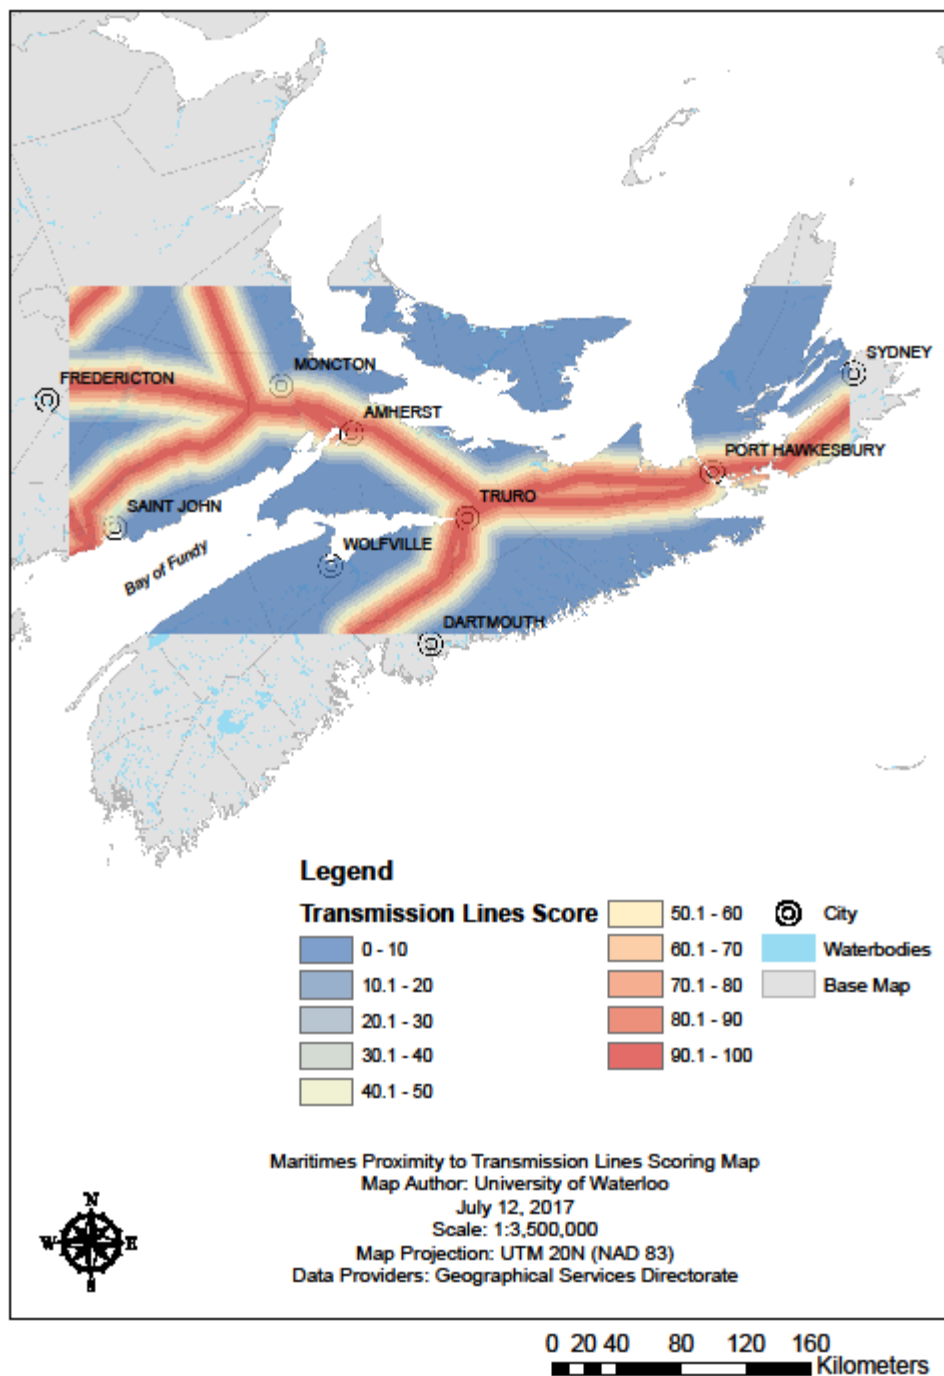 SYDNEY
MONCTON
FREDERICTON
AMHERST
PORT HAWKESBURY
TRURO
SAINT JOHN
WOLFVILLE
Bay of Fundy
DARTMOUTH
Legend
Transmission Lines Score
0 - 10
10.1 - 20
20.1 - 30
30.1 - 40
40.1 - 50
50.1 - 60
60.1 - 70
70.1 - 80
80.1 - 90
90.1 - 100
City
Waterbodies
Base Map
Maritimes Proximity to Transmission Lines Scoring Map
Map Author: University of Waterloo
July 12, 2017
Scale: 1:3,500,000
Map Projection: UTM 20N (NAD 83)
Data Providers: Geographical Services Directorate
N
W E
S
0 20 40 80 120 160
Kilometers